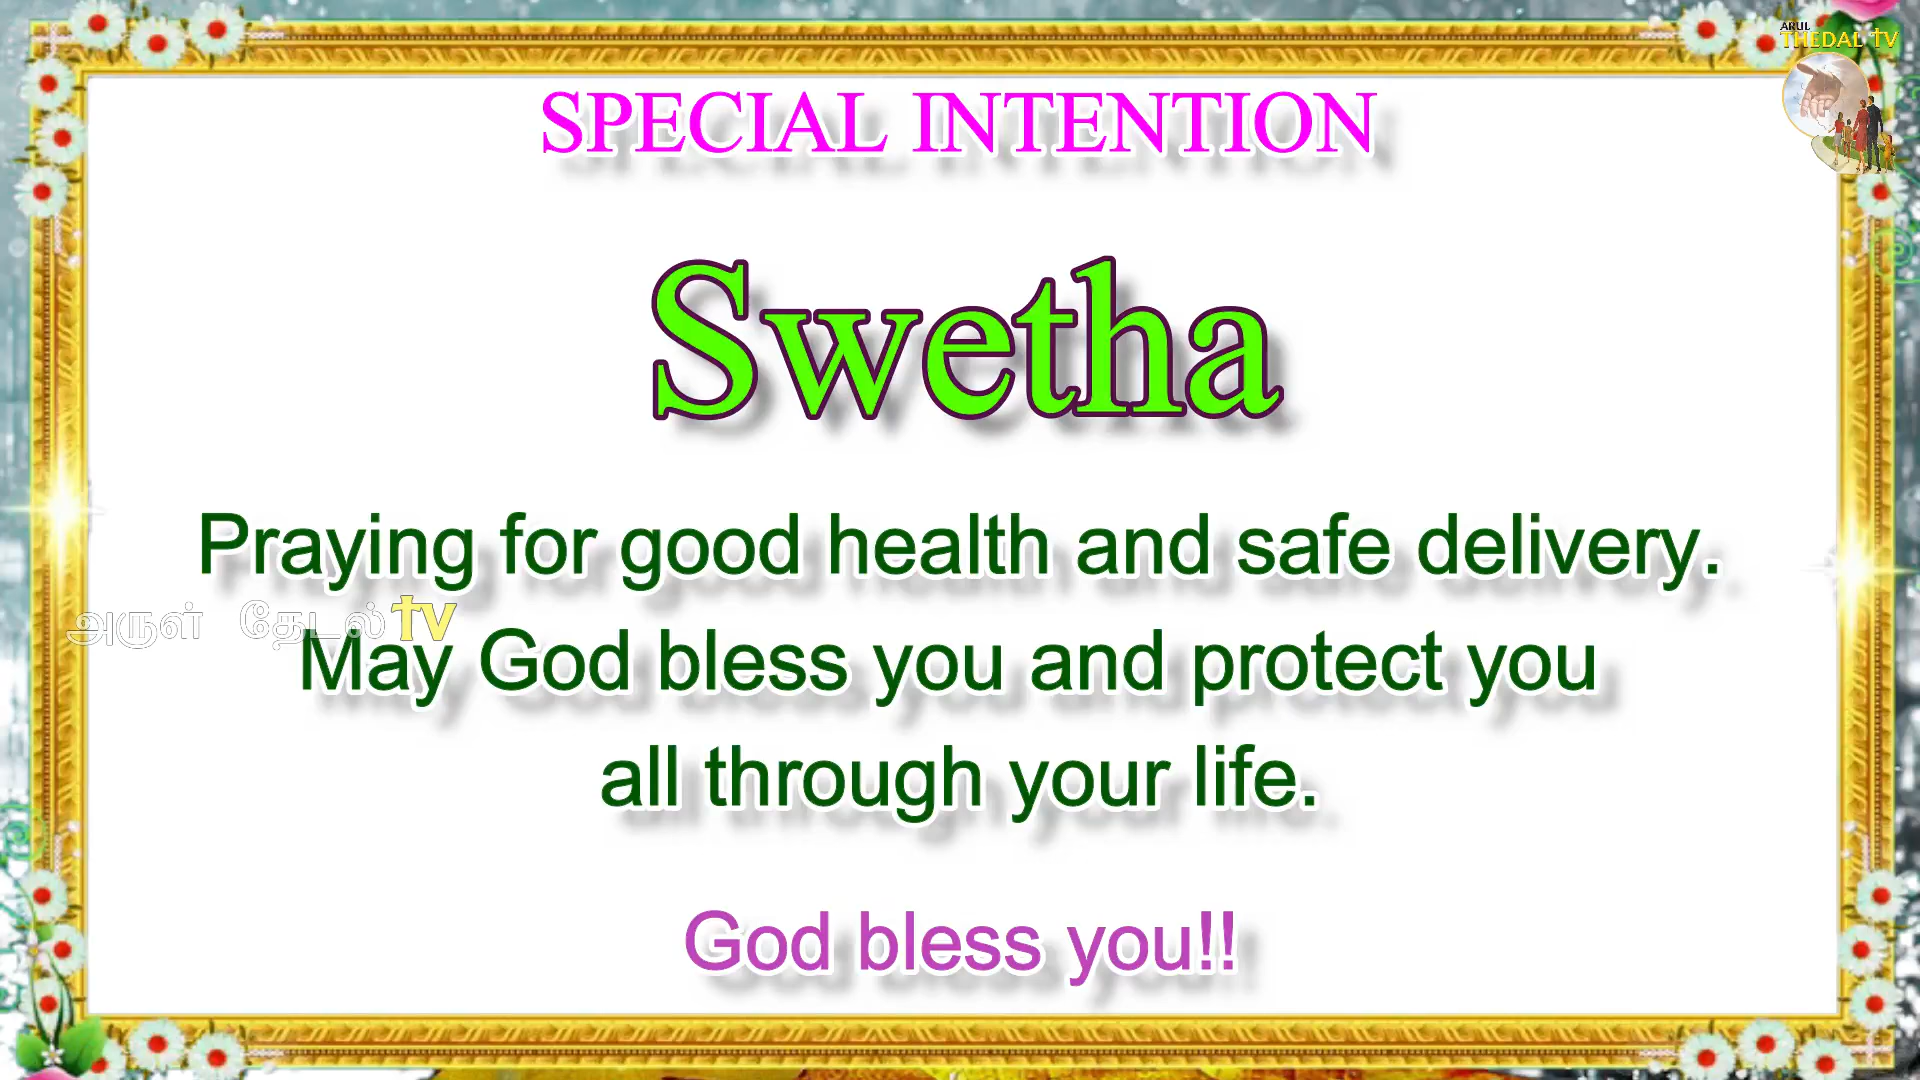 ARUL
THEDAL TV
SPECIAL INTENTION
Swetha
Praying for good health and safe delivery.
அருள் தேடல் TV
May God bless you and protect you
all through your life.
God bless you!!